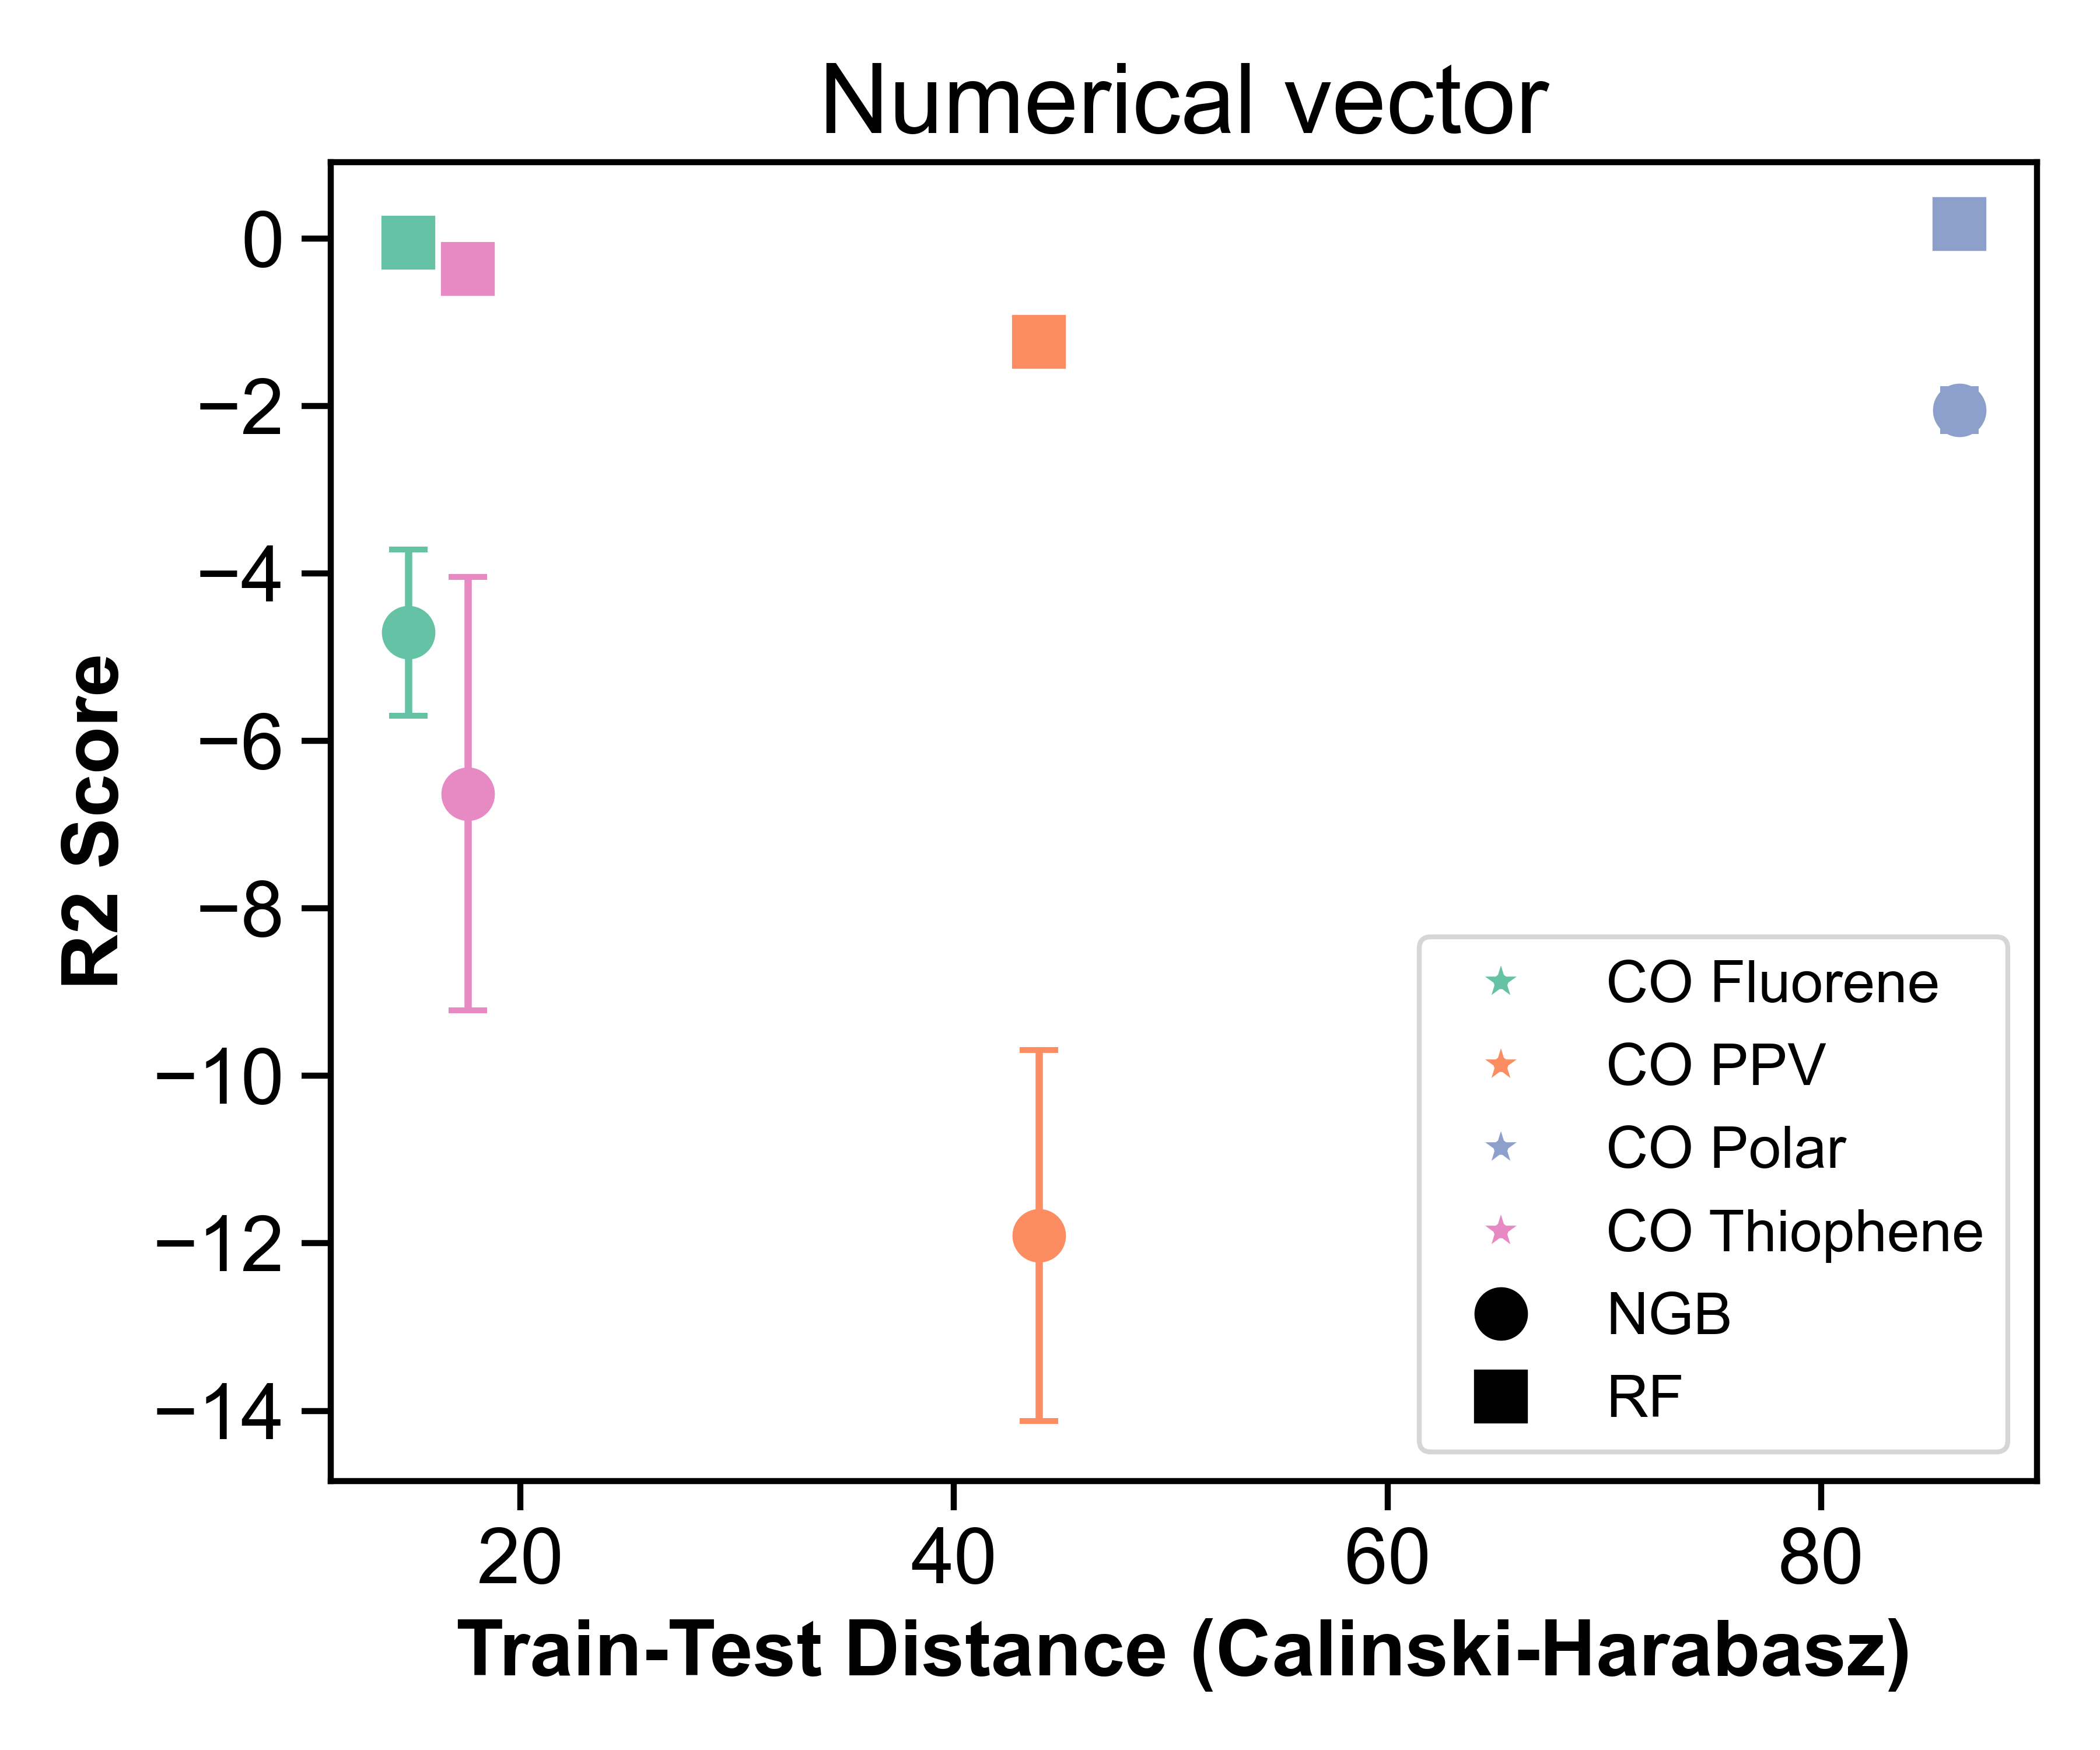 Numerical vector
0
−2
−4
−6
−8
−10
−12
−14
R2 Score
CO Fluorene
CO PPV
CO Polar
CO Thiophene
NGB
RF
20 40 60 80
Train-Test Distance (Calinski-Harabasz)